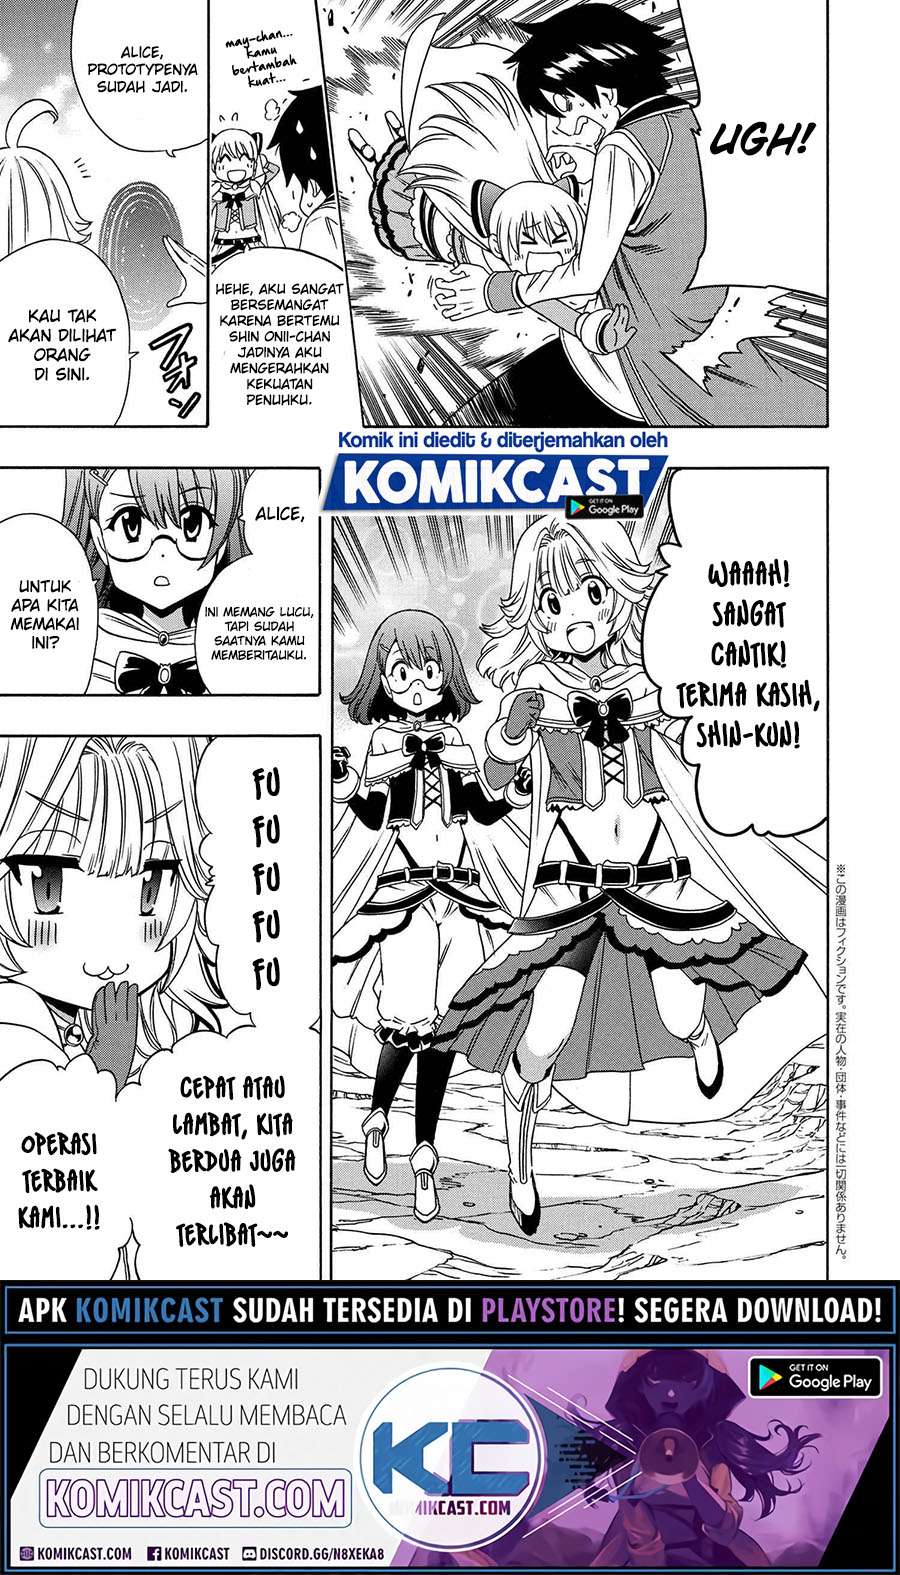 UGH!
MAY-CHAN...
KAMU
BERTAMBAH
KUAT...
HEHE, AKU SANGAT
BERSEMANGAT
KARENA BERTEMU
SHIN ONII-CHAN
JADINYA AKU
MENGERAHKAN
KEKUATAN
PENUHKU.
ALICE,
PROTOTYPENYA
SUDAH JADI.
KAU TAK
AKAN DILIHAT
ORANG
DI SINI.
Komik ini diedit & diterjemahkan oleh
KOMIKCAST
GET IT ON
Google Play
WAAAH!
SANGAT
CANTIK!
TERIMA KASIH,
SHIN-KUN!
ALICE,
INI MEMANG LUCU,
TAPI SUDAH
SAATNYA KAMU
MEMBERITAUKU.
UNTUK
APA KITA
MEMAKAI
INI?
FU
FU
FU
FU
FU
CEPAT ATAU
LAMBAT, KITA
BERDUA JUGA
AKAN
TERLIBAT~~
OPERASI
TERBAIK
KAMI...!!
※この漫画はフィクションです。実在の人物・団体・事件などには一切関係ありません。
APK KOMIKCAST SUDAH TERSEDIA DI PLAYSTORE! SEGERA DOWNLOAD!
DUKUNG TERUS KAMI
DENGAN SELALU MEMBACA
DAN BERKOMENTAR DI
KOMIKCAST.COM
KOMIKCAST.COM KOMIKCAST DISCORD.GG/N8XEKA8
KC
GET IT ON
Google Play